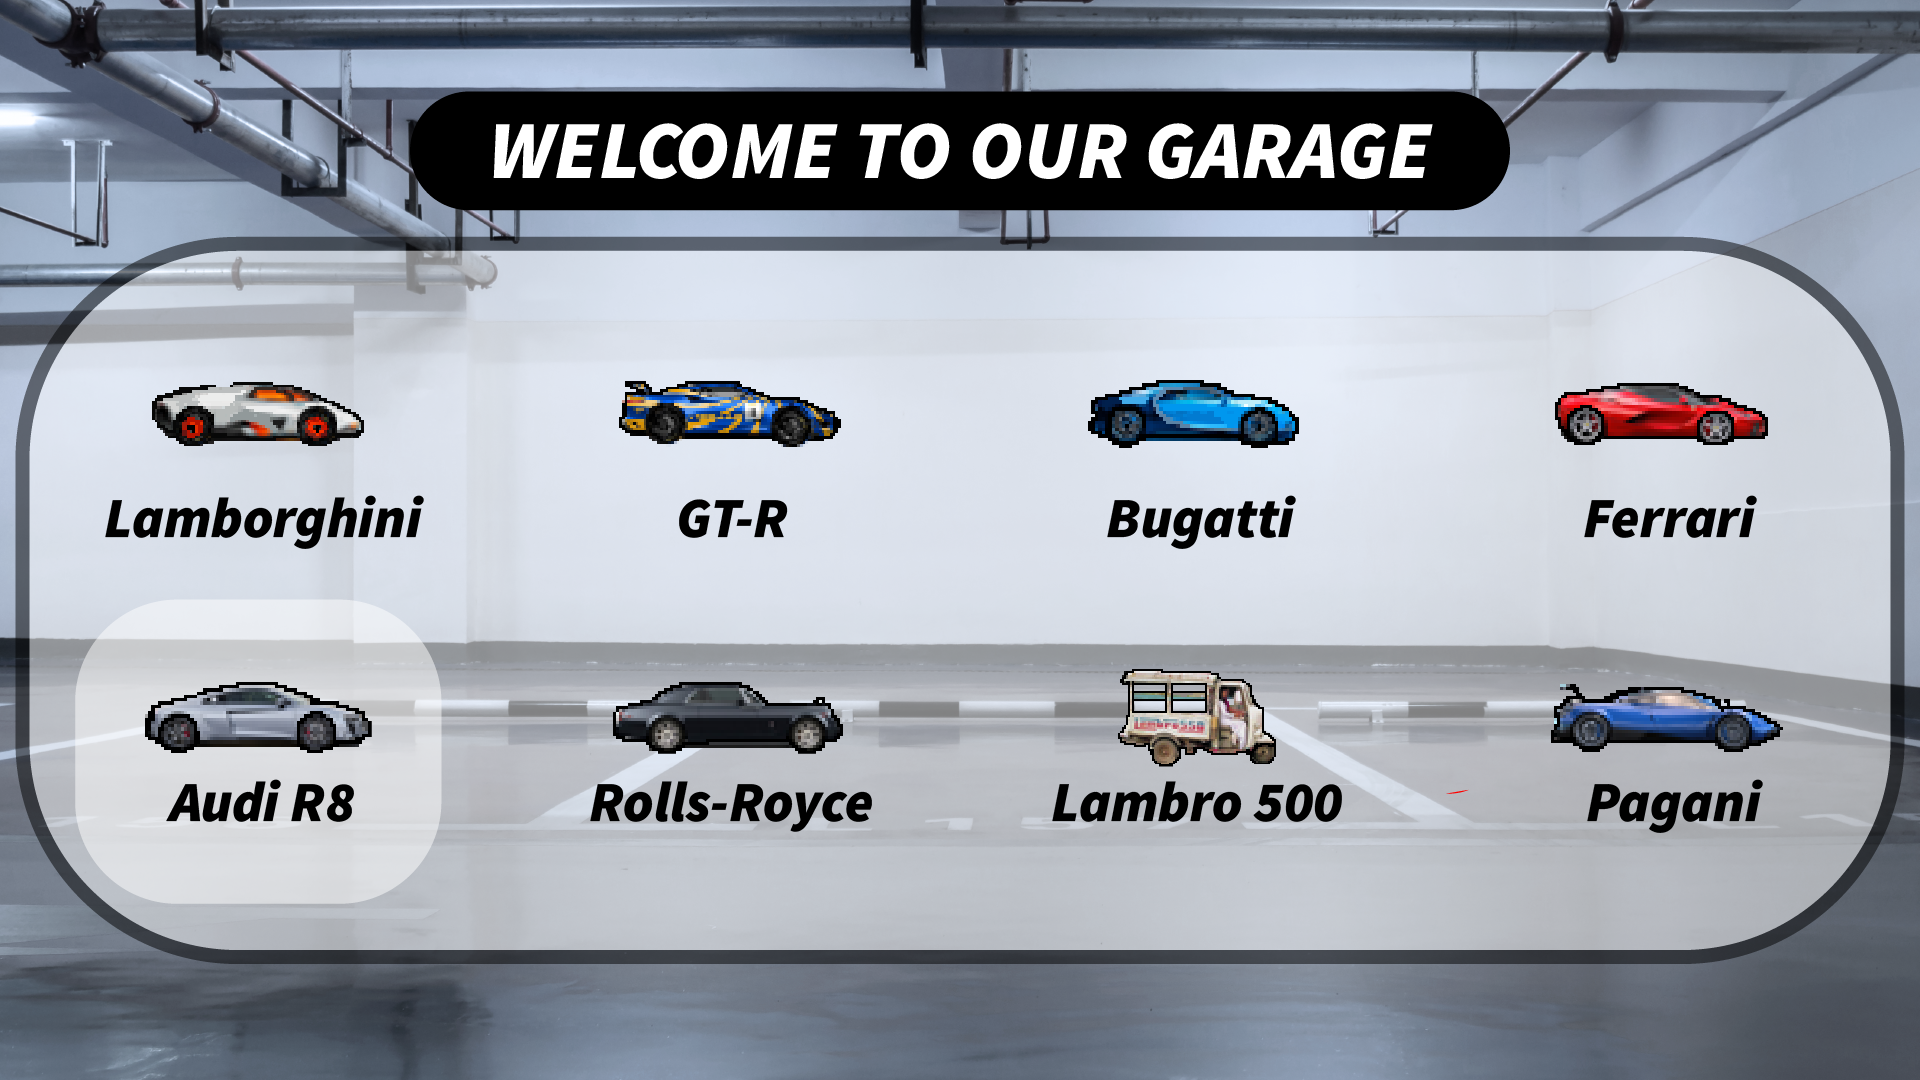 WELCOME TO OUR GARAGE
Lamborghini
GT-R
Bugatti
Ferrari
Audi R8
Rolls-Royce
Lambro 500
Pagani